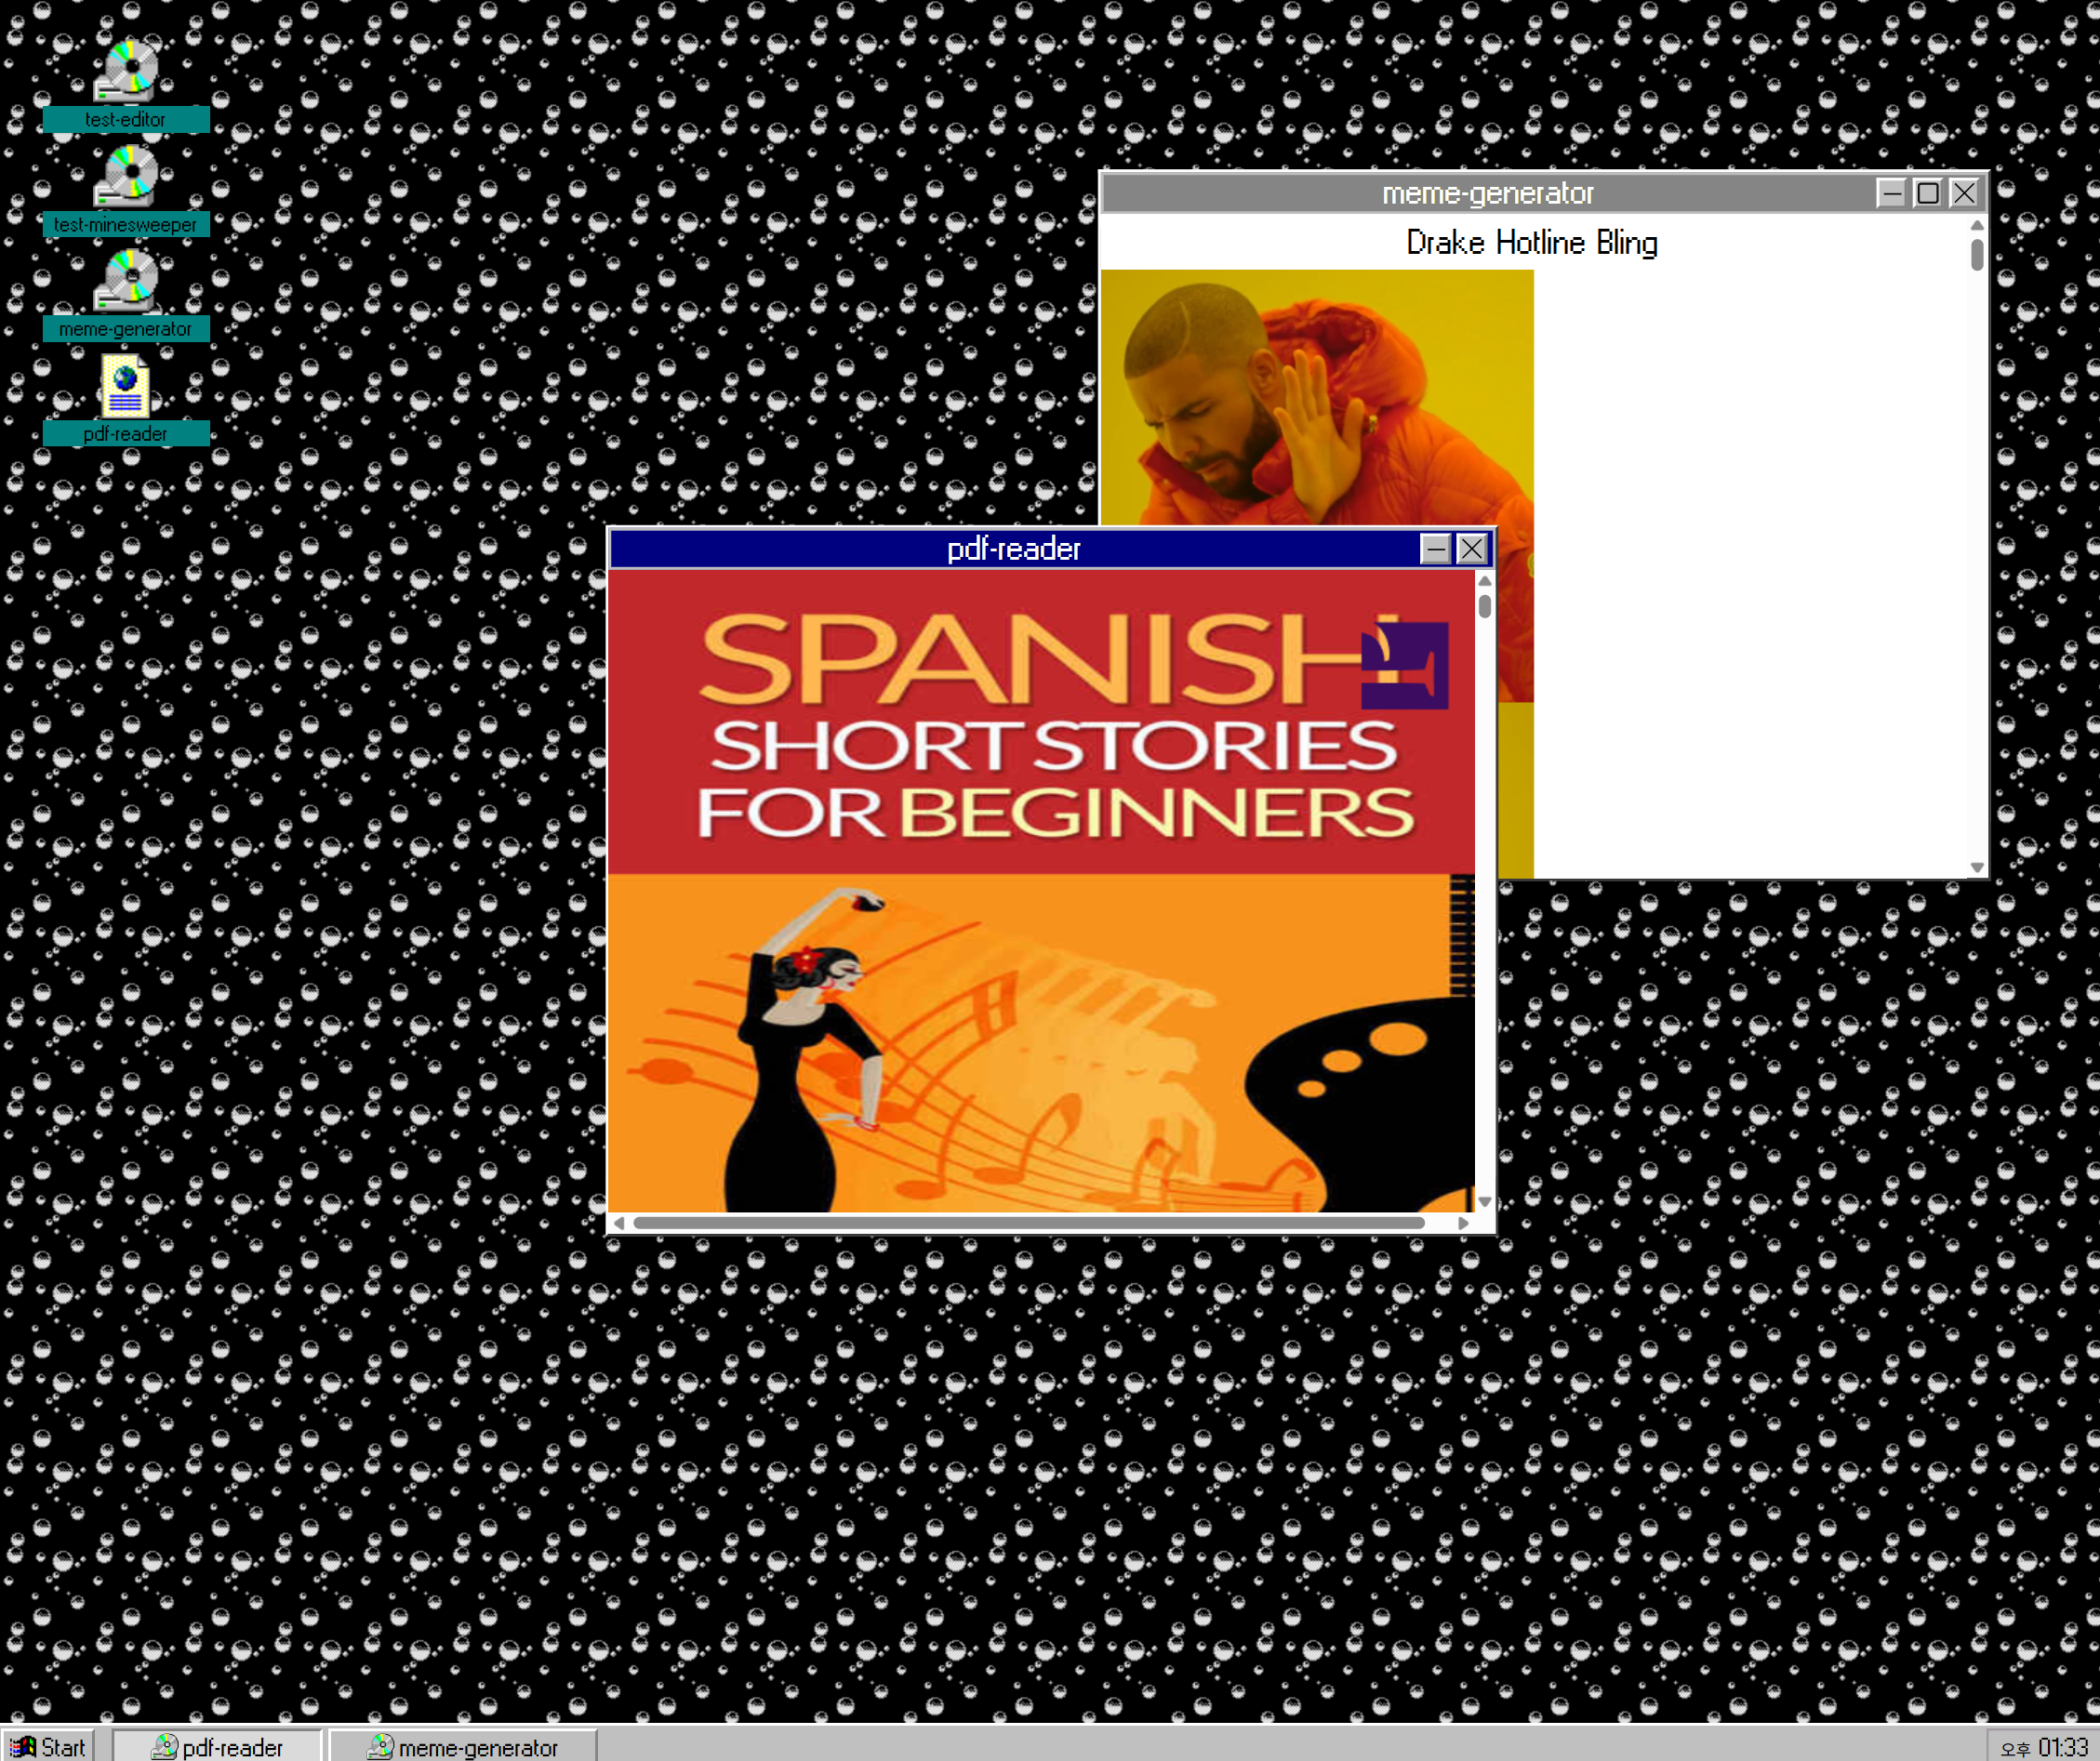 test-editor
test-minesweeper
meme-generator
pdf-reader
meme-generator
Drake Hotline Bling
pdf-reader
SPANISH
SHORT STORIES
FOR BEGINNERS
Start
pdf-reader
meme-generator
오후 01:33